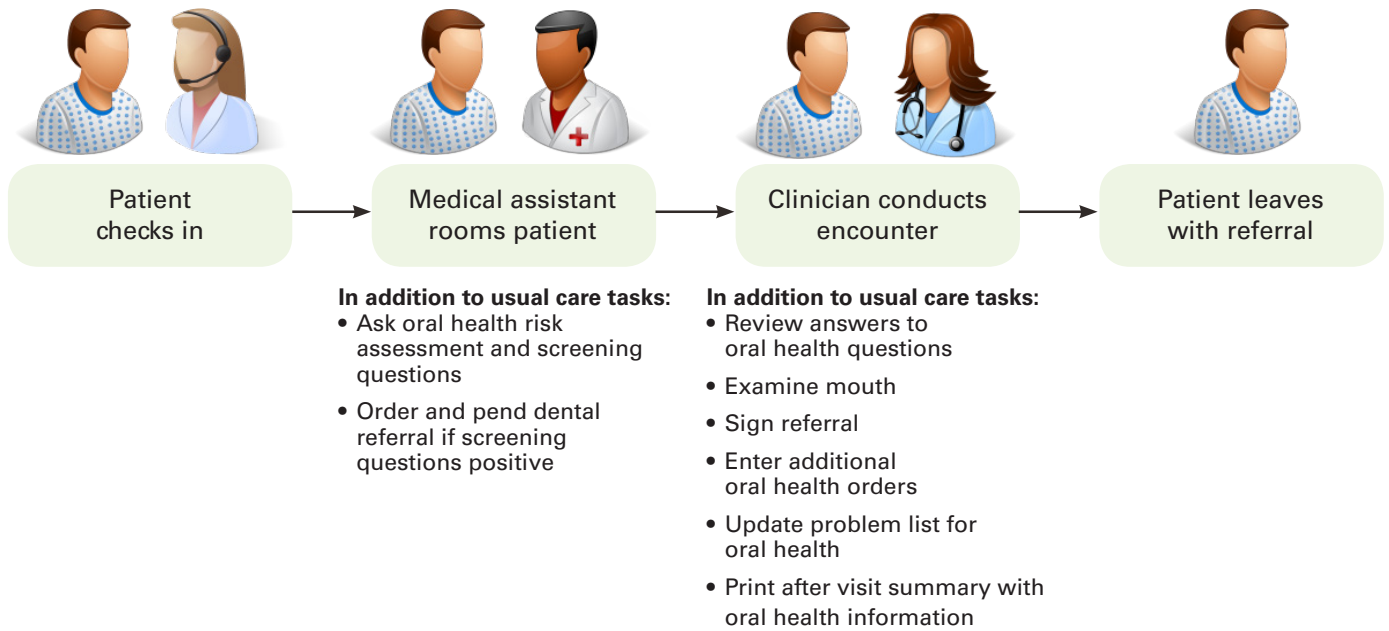 Patient
checks in
Medical assistant
rooms patient
Clinician conducts
encounter
Patient leaves
with referral
In addition to usual care tasks:
• Ask oral health risk
assessment and screening
questions
• Order and pend dental
referral if screening
questions positive
In addition to usual care tasks:
• Review answers to
oral health questions
• Examine mouth
• Sign referral
• Enter additional
oral health orders
• Update problem list for
oral health
• Print after visit summary with
oral health information